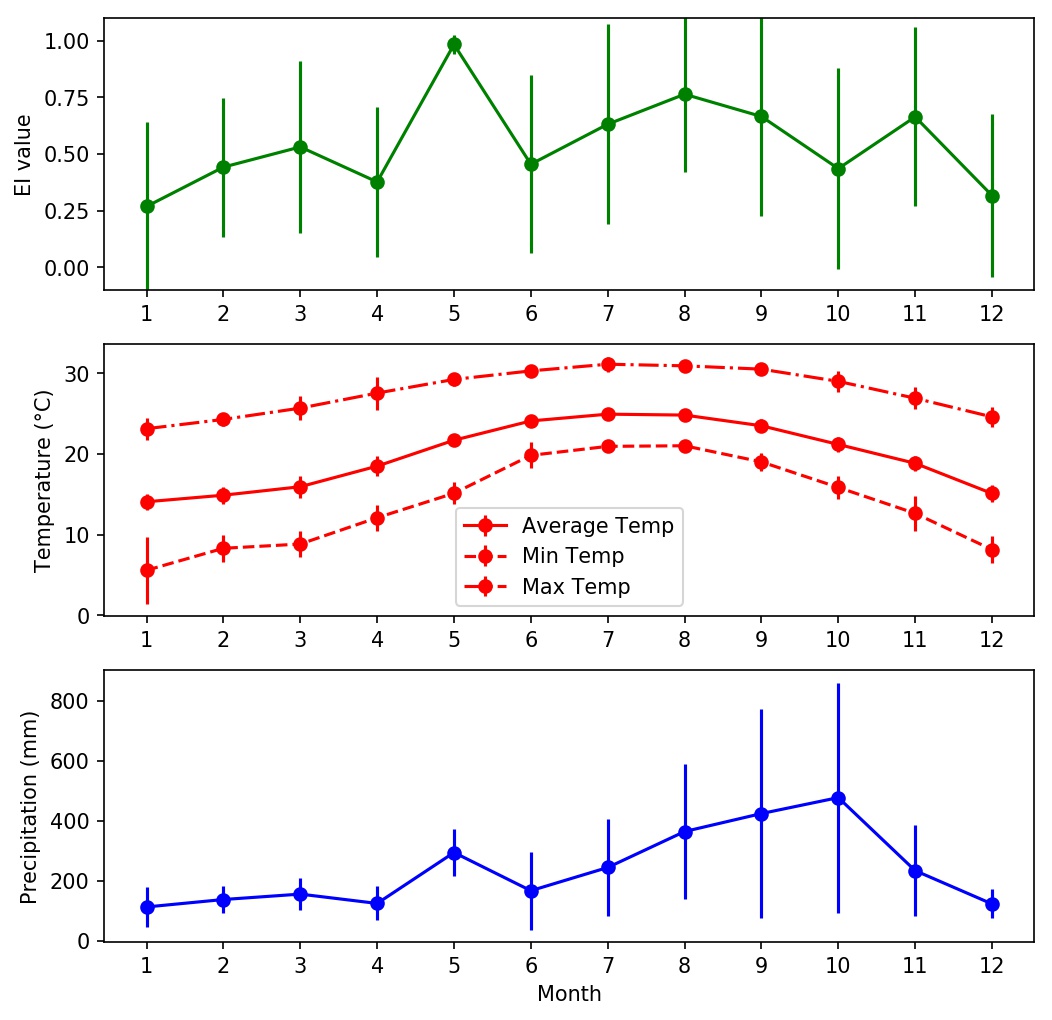 EI value
1.00
0.75
0.50
0.25
0.00
1 2 3 4 5 6 7 8 9 10 11 12
Temperature (°C)
30
20
10
0
Average Temp
Min Temp
Max Temp
1 2 3 4 5 6 7 8 9 10 11 12
Precipitation (mm)
800
600
400
200
0
1 2 3 4 5 6 7 8 9 10 11 12
Month